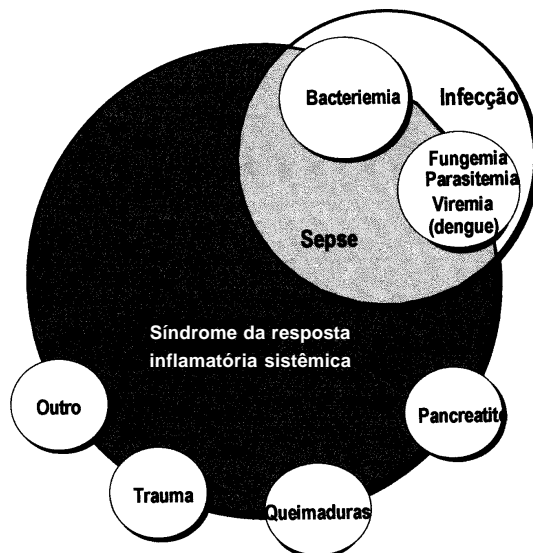 Bacteriemia
Infecção
Fungemia
Parasitemia
Viremia
(dengue)
Sepse
Síndrome da resposta
inflamatória sistêmica
Outro
Pancreatite
Trauma
Queimaduras